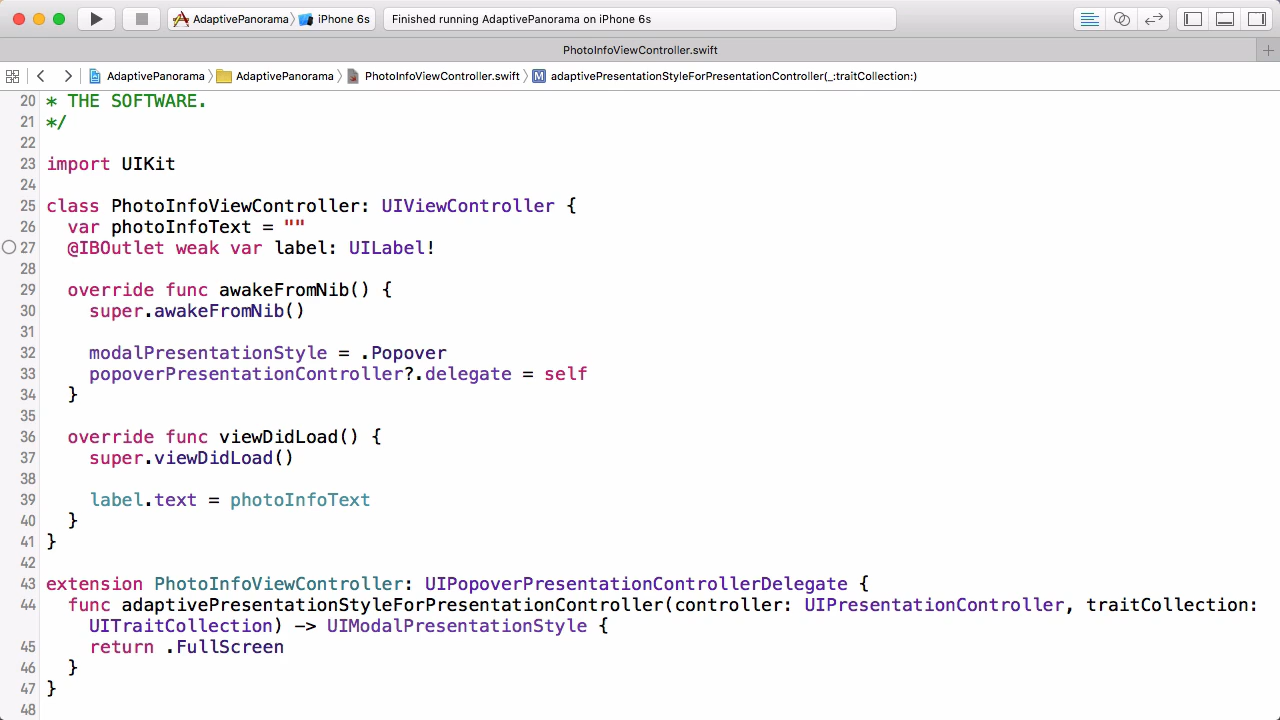 AdaptivePanorama iPhone 6s Finished running AdaptivePanorama on iPhone 6s
PhotoInfoViewController.swift
AdaptivePanorama AdaptivePanorama PhotoInfoViewController.swift M adaptivePresentationStyleForPresentationController(_:traitCollection:)
20 * THE SOFTWARE.
21 */
22
23 import UIKit
24
25 class PhotoInfoViewController: UIViewController {
26 var photoInfoText = ""
27 @IBOutlet weak var label: UILabel!
28
29 override func awakeFromNib() {
30 super.awakeFromNib()
31
32 modalPresentationStyle = .Popover
33 popoverPresentationController?.delegate = self
34 }
35
36 override func viewDidLoad() {
37 super.viewDidLoad()
38
39 label.text = photoInfoText
40 }
41 }
42
43 extension PhotoInfoViewController: UIPopoverPresentationControllerDelegate {
44 func adaptivePresentationStyleForPresentationController(controller: UIPresentationController, traitCollection:
UITraitCollection) -> UIModalPresentationStyle {
45 return .FullScreen
46 }
47 }
48